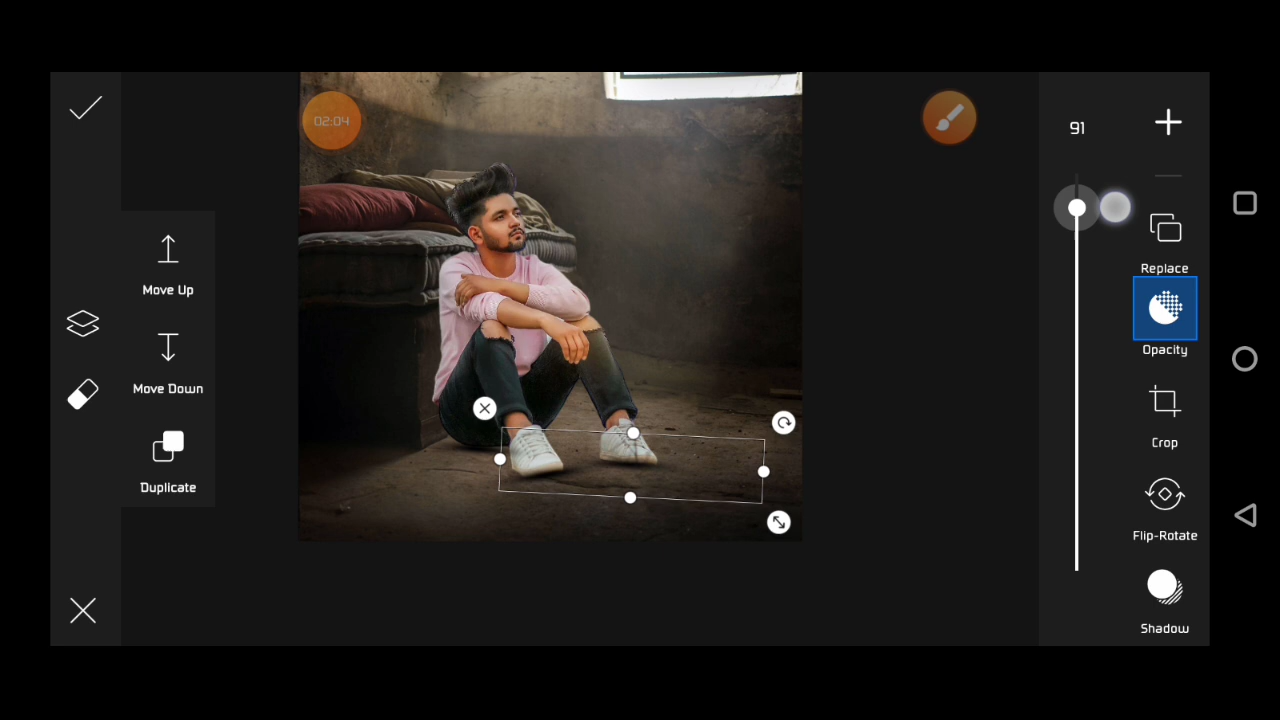 02:04
91
Move Up
Move Down
Duplicate
Replace
Opacity
Crop
Flip-Rotate
Shadow